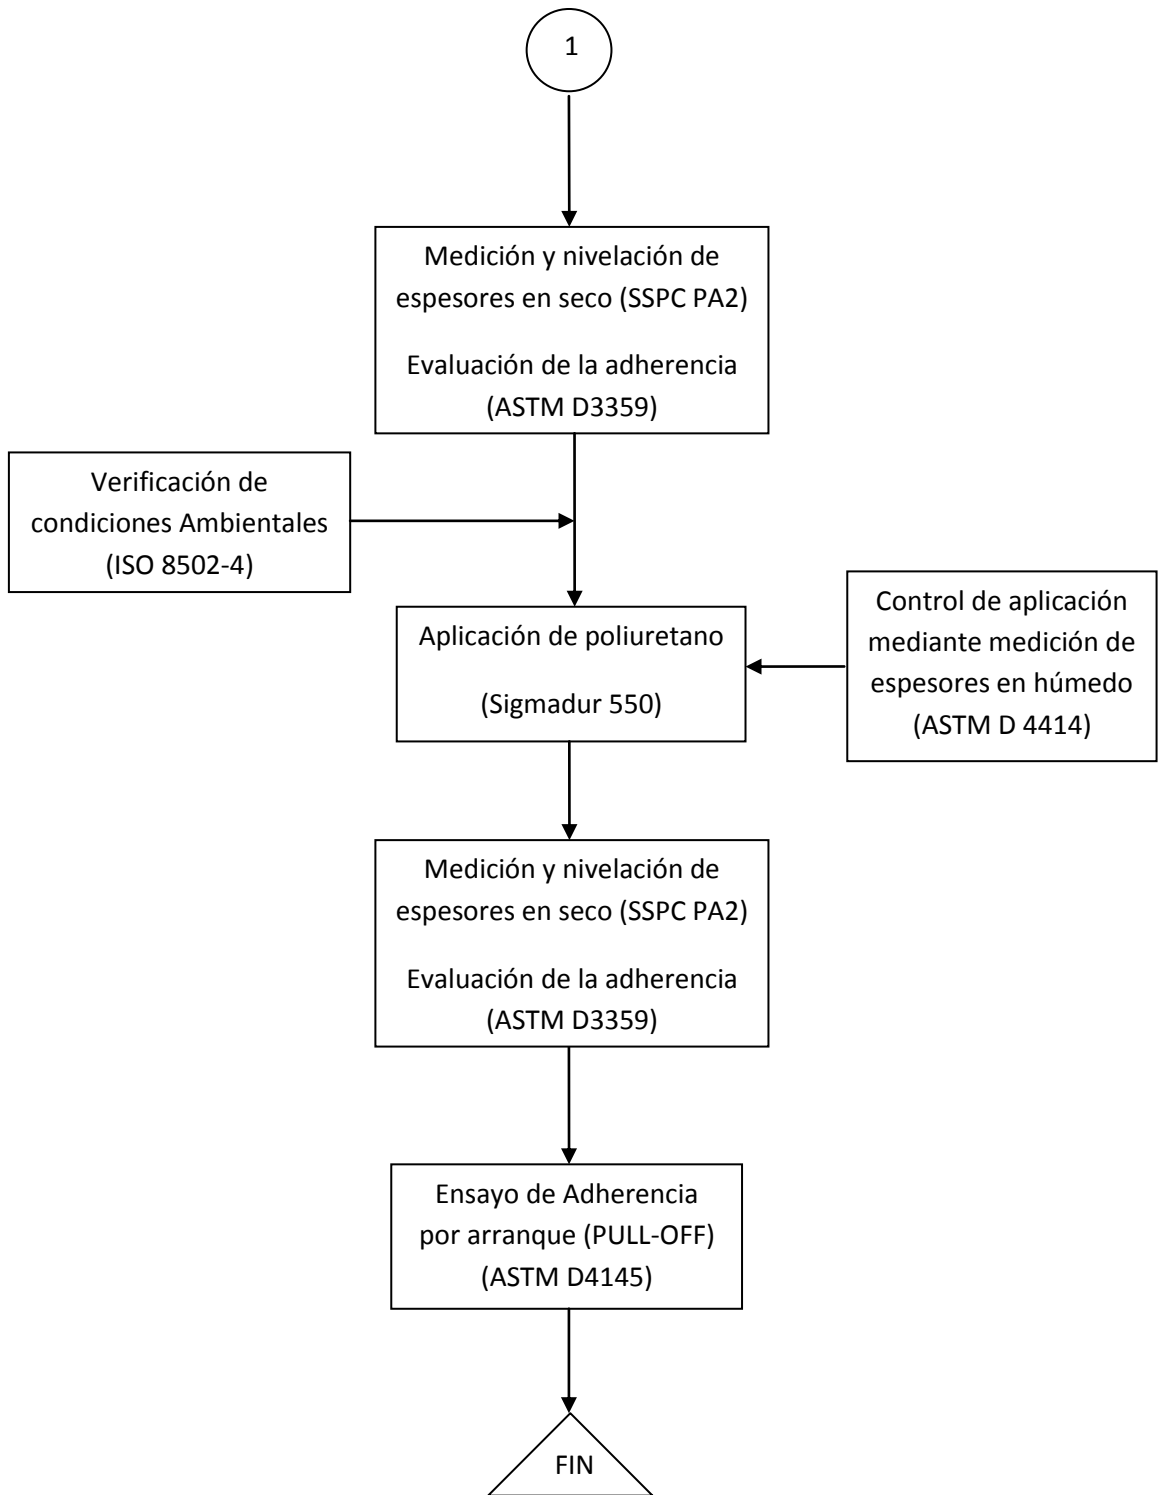 1
Medición y nivelación de
espesores en seco (SSPC PA2)
Evaluación de la adherencia
(ASTM D3359)
Verificación de
condiciones Ambientales
(ISO 8502-4)
Aplicación de poliuretano
(Sigmadur 550)
Control de aplicación
mediante medición de
espesores en húmedo
(ASTM D 4414)
Medición y nivelación de
espesores en seco (SSPC PA2)
Evaluación de la adherencia
(ASTM D3359)
Ensayo de Adherencia
por arranque (PULL-OFF)
(ASTM D4145)
FIN